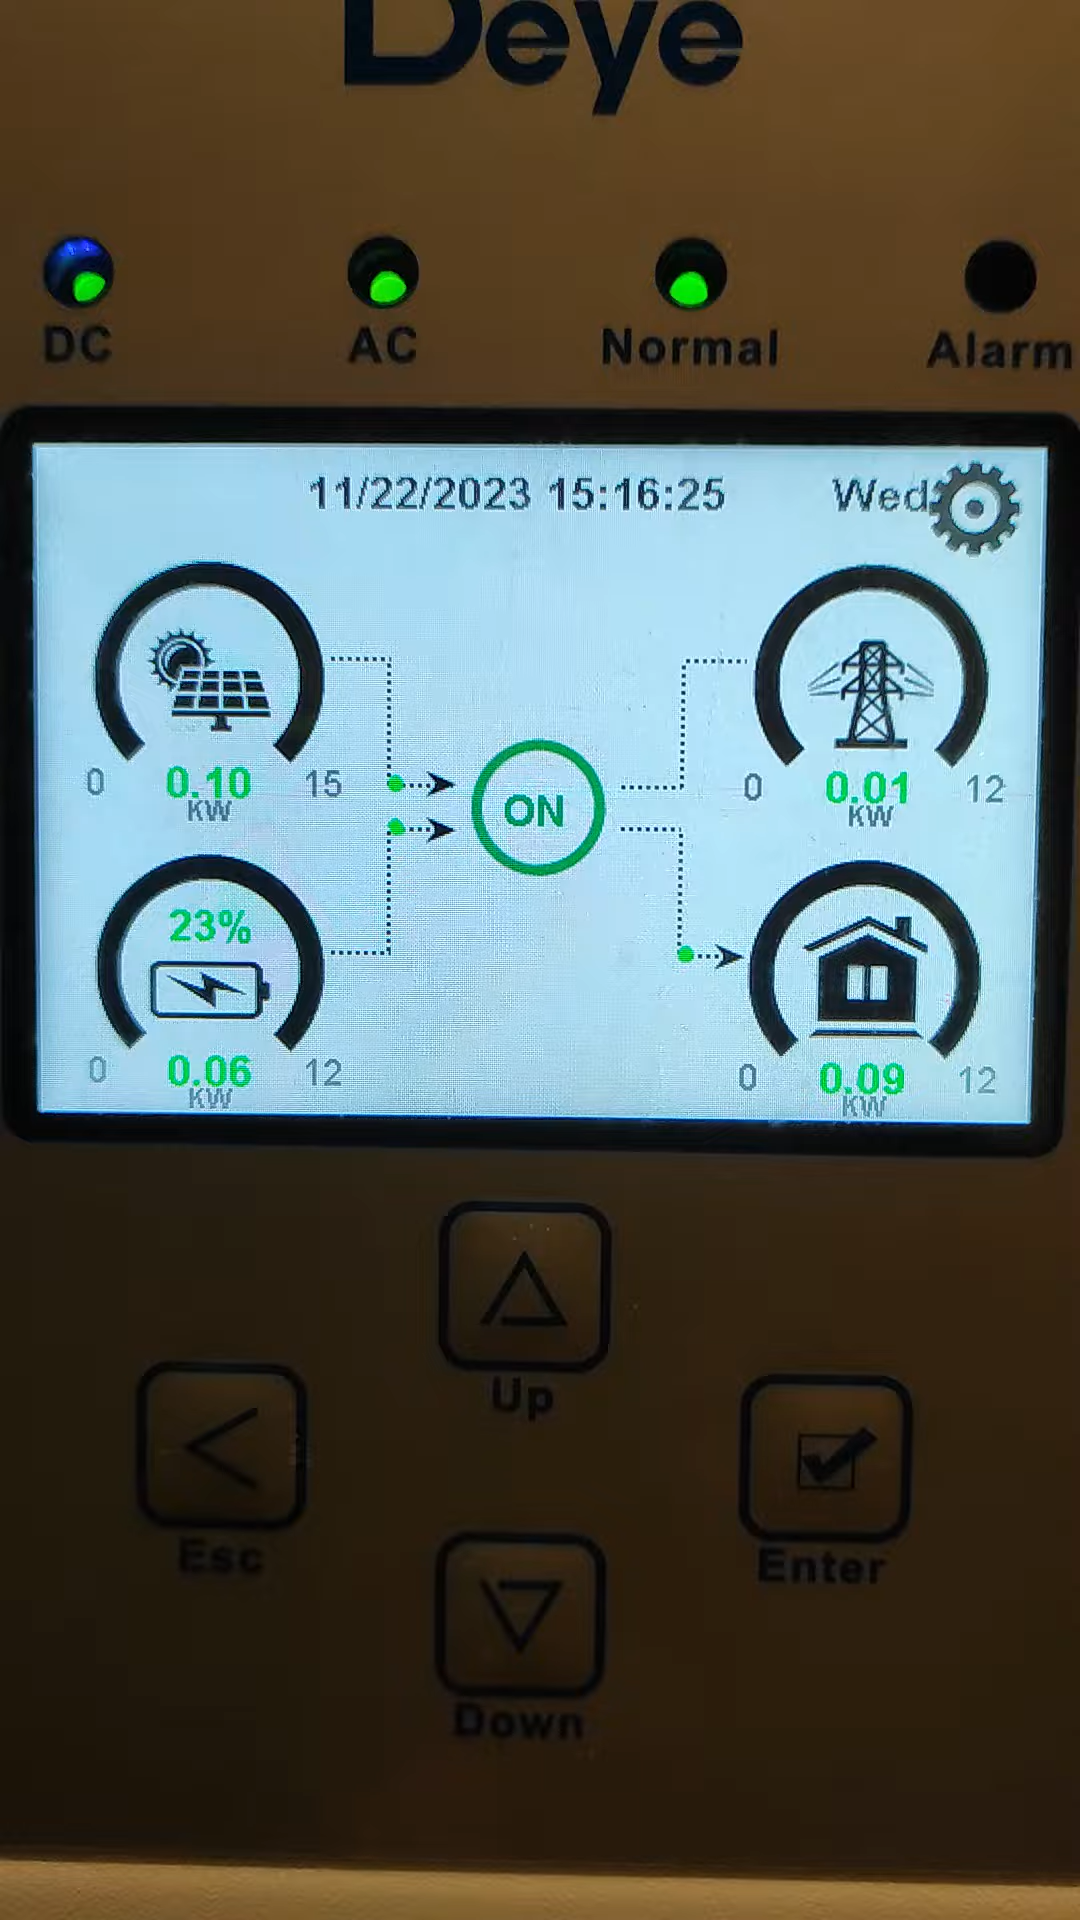 Deye
DC AC Normal Alarm
11/22/2023 15:16:25 Wed
ON
0 0.10 15
KW
0 0.01 12
KW
23%
0 0.06 12
KW
0 0.09 12
KW
Up
Esc
Enter
Down